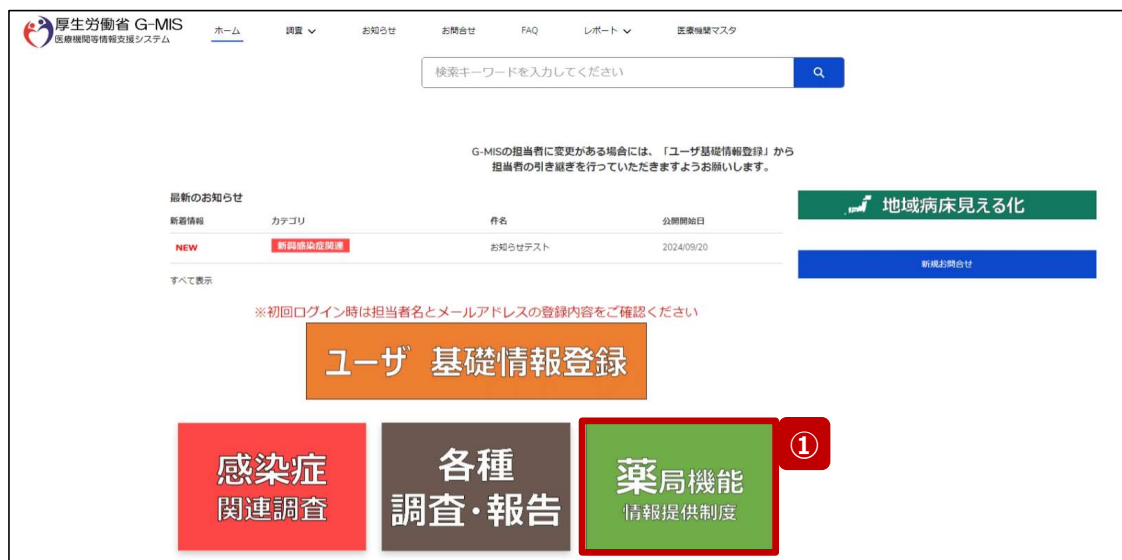 厚生労働省 G-MIS
医療機関等情報支援システム
ホーム 調査 お知らせ お問合せ FAQ レポート 医療機関マスタ
検索キーワードを入力してください
G-MISの担当者に変更がある場合には、「ユーザ基礎情報登録」から
担当者の引き継ぎを行っていただきますようお願いします。
最新のお知らせ
新着情報 カテゴリ 件名 公開開始日
NEW 新興感染症関連 お知らせテスト 2024/09/20
すべて表示
地域病床見える化
新規お問合せ
※初回ログイン時は担当者名とメールアドレスの登録内容をご確認ください
ユーザ 基礎情報登録
感染症
関連調査
各種
調査・報告
薬局機能
情報提供制度
①